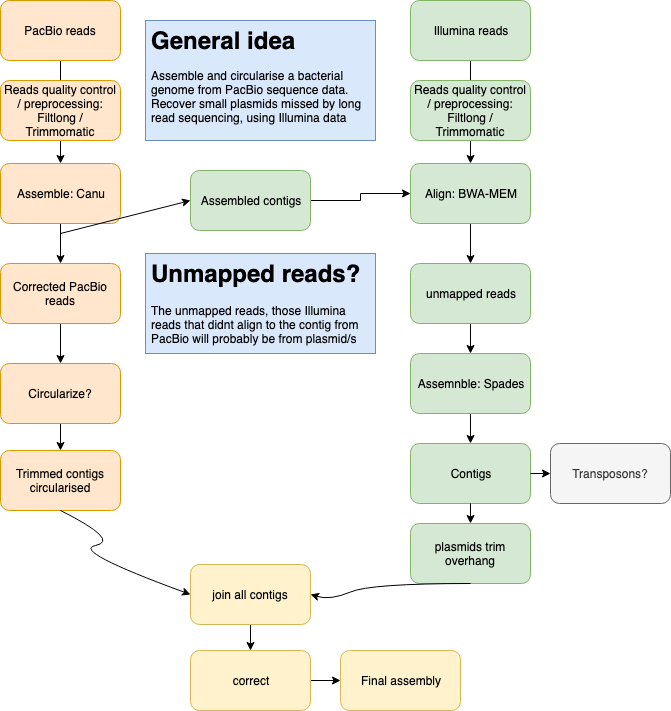 PacBio reads
General idea
Assemble and circularise a bacterial
genome from PacBio sequence data.
Recover small plasmids missed by long
read sequencing, using Illumina data
Illumina reads
Reads quality control
/ preprocessing:
Filtlong /
Trimmomatic
Reads quality control
/ preprocessing:
Filtlong /
Trimmomatic
Assemble: Canu
Assembled contigs
Align: BWA-MEM
Corrected PacBio
reads
Unmapped reads?
The unmapped reads, those Illumina
reads that didnt align to the contig from
PacBio will probably be from plasmid/s
unmapped reads
Circularize?
Assemnble: Spades
Trimmed contigs
circularised
Contigs
Transposons?
plasmids trim
overhang
join all contigs
correct
Final assembly